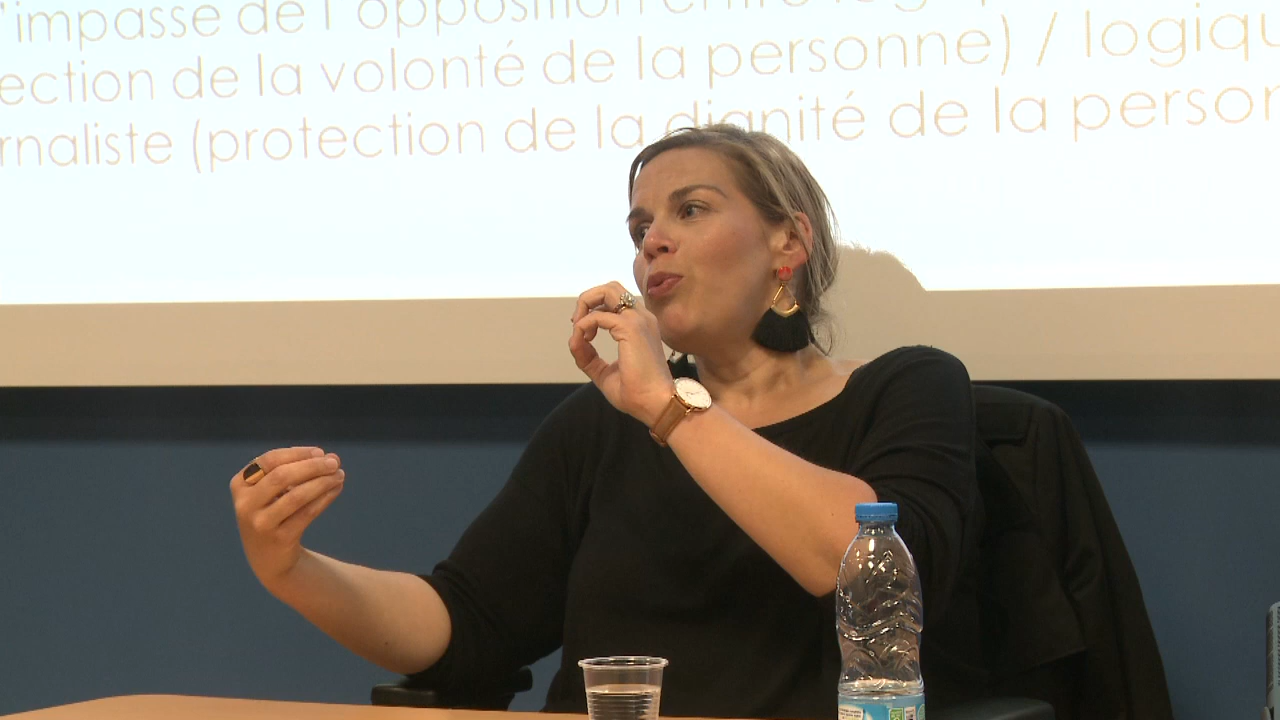 'impasse de l'opposition entre logiq
ection de la volonté de la personne) / logiqu
rnaliste (protection de la dignité de la person